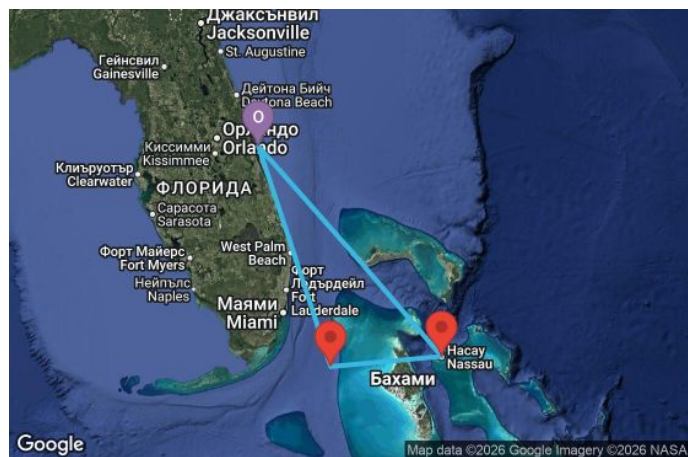 Джаксънвил
Jacksonville
St. Augustine
Гейнсвил
Gainesville
Дейтона Бийч
Daytona Beach
О
Орландо
Orlando
Кисимми
Kissimmee
Клиъруотър
Clearwater
ФЛОРИДА
Сарасота
Sarasota
Форт Майерс
Fort Myers
West Palm
Beach
Нейпълс
Naples
Форт
Лодърдейл
Fort
Lauderdale
Маями
Miami
Насау
Nassau
Бахами
Google
Map data ©2026 Google Imagery ©2026 NASA